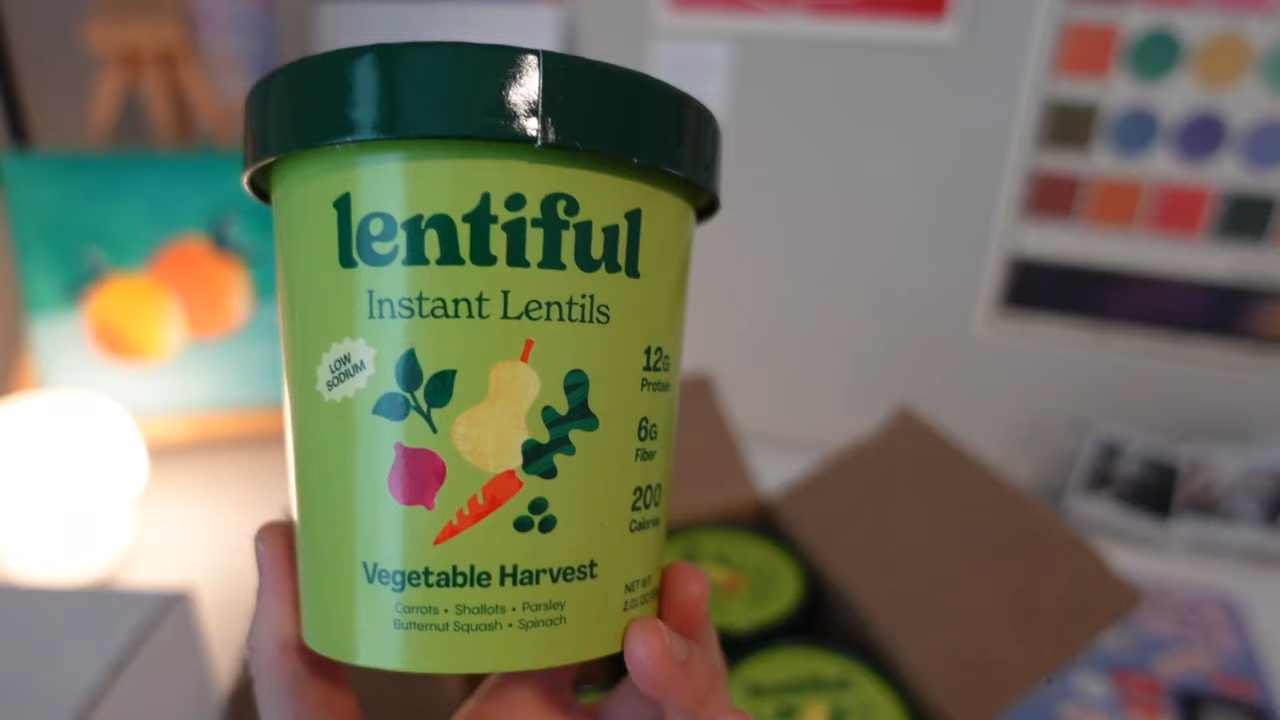 lentiful
Instant Lentils
LOW
SODIUM
12G
Protein
6G
Fiber
200
Calories
Vegetable Harvest
Carrots • Shallots • Parsley
Butternut Squash • Spinach
NET WT